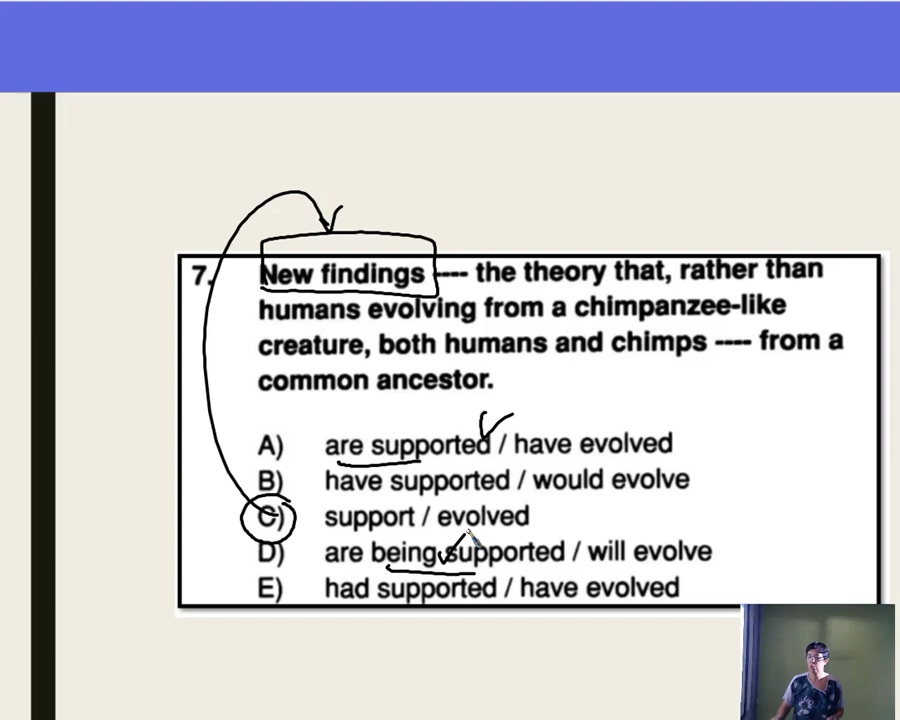 7. New findings ---- the theory that, rather than
humans evolving from a chimpanzee-like
creature, both humans and chimps ---- from a
common ancestor.
A) are supported / have evolved
B) have supported / would evolve
C) support / evolved
D) are being supported / will evolve
E) had supported / have evolved